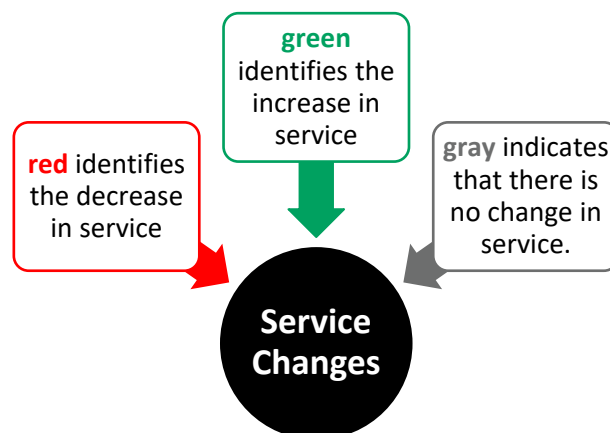 green
identifies the
increase in
service
red identifies
the decrease
in service
gray indicates
that there is
no change in
service.
Service
Changes